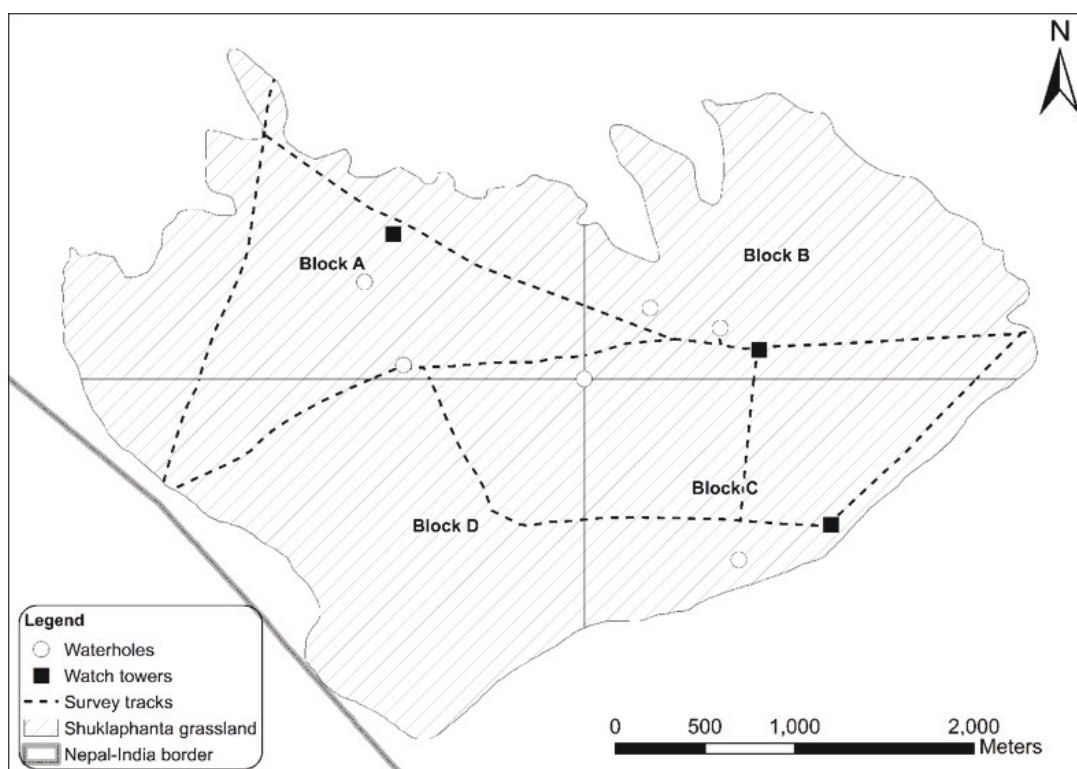 N
Block A
Block B
Block C
Block D
Legend
Waterholes
Watch towers
Survey tracks
Shuklaphanta grassland
Nepal-India border
0 500 1,000 2,000
Meters